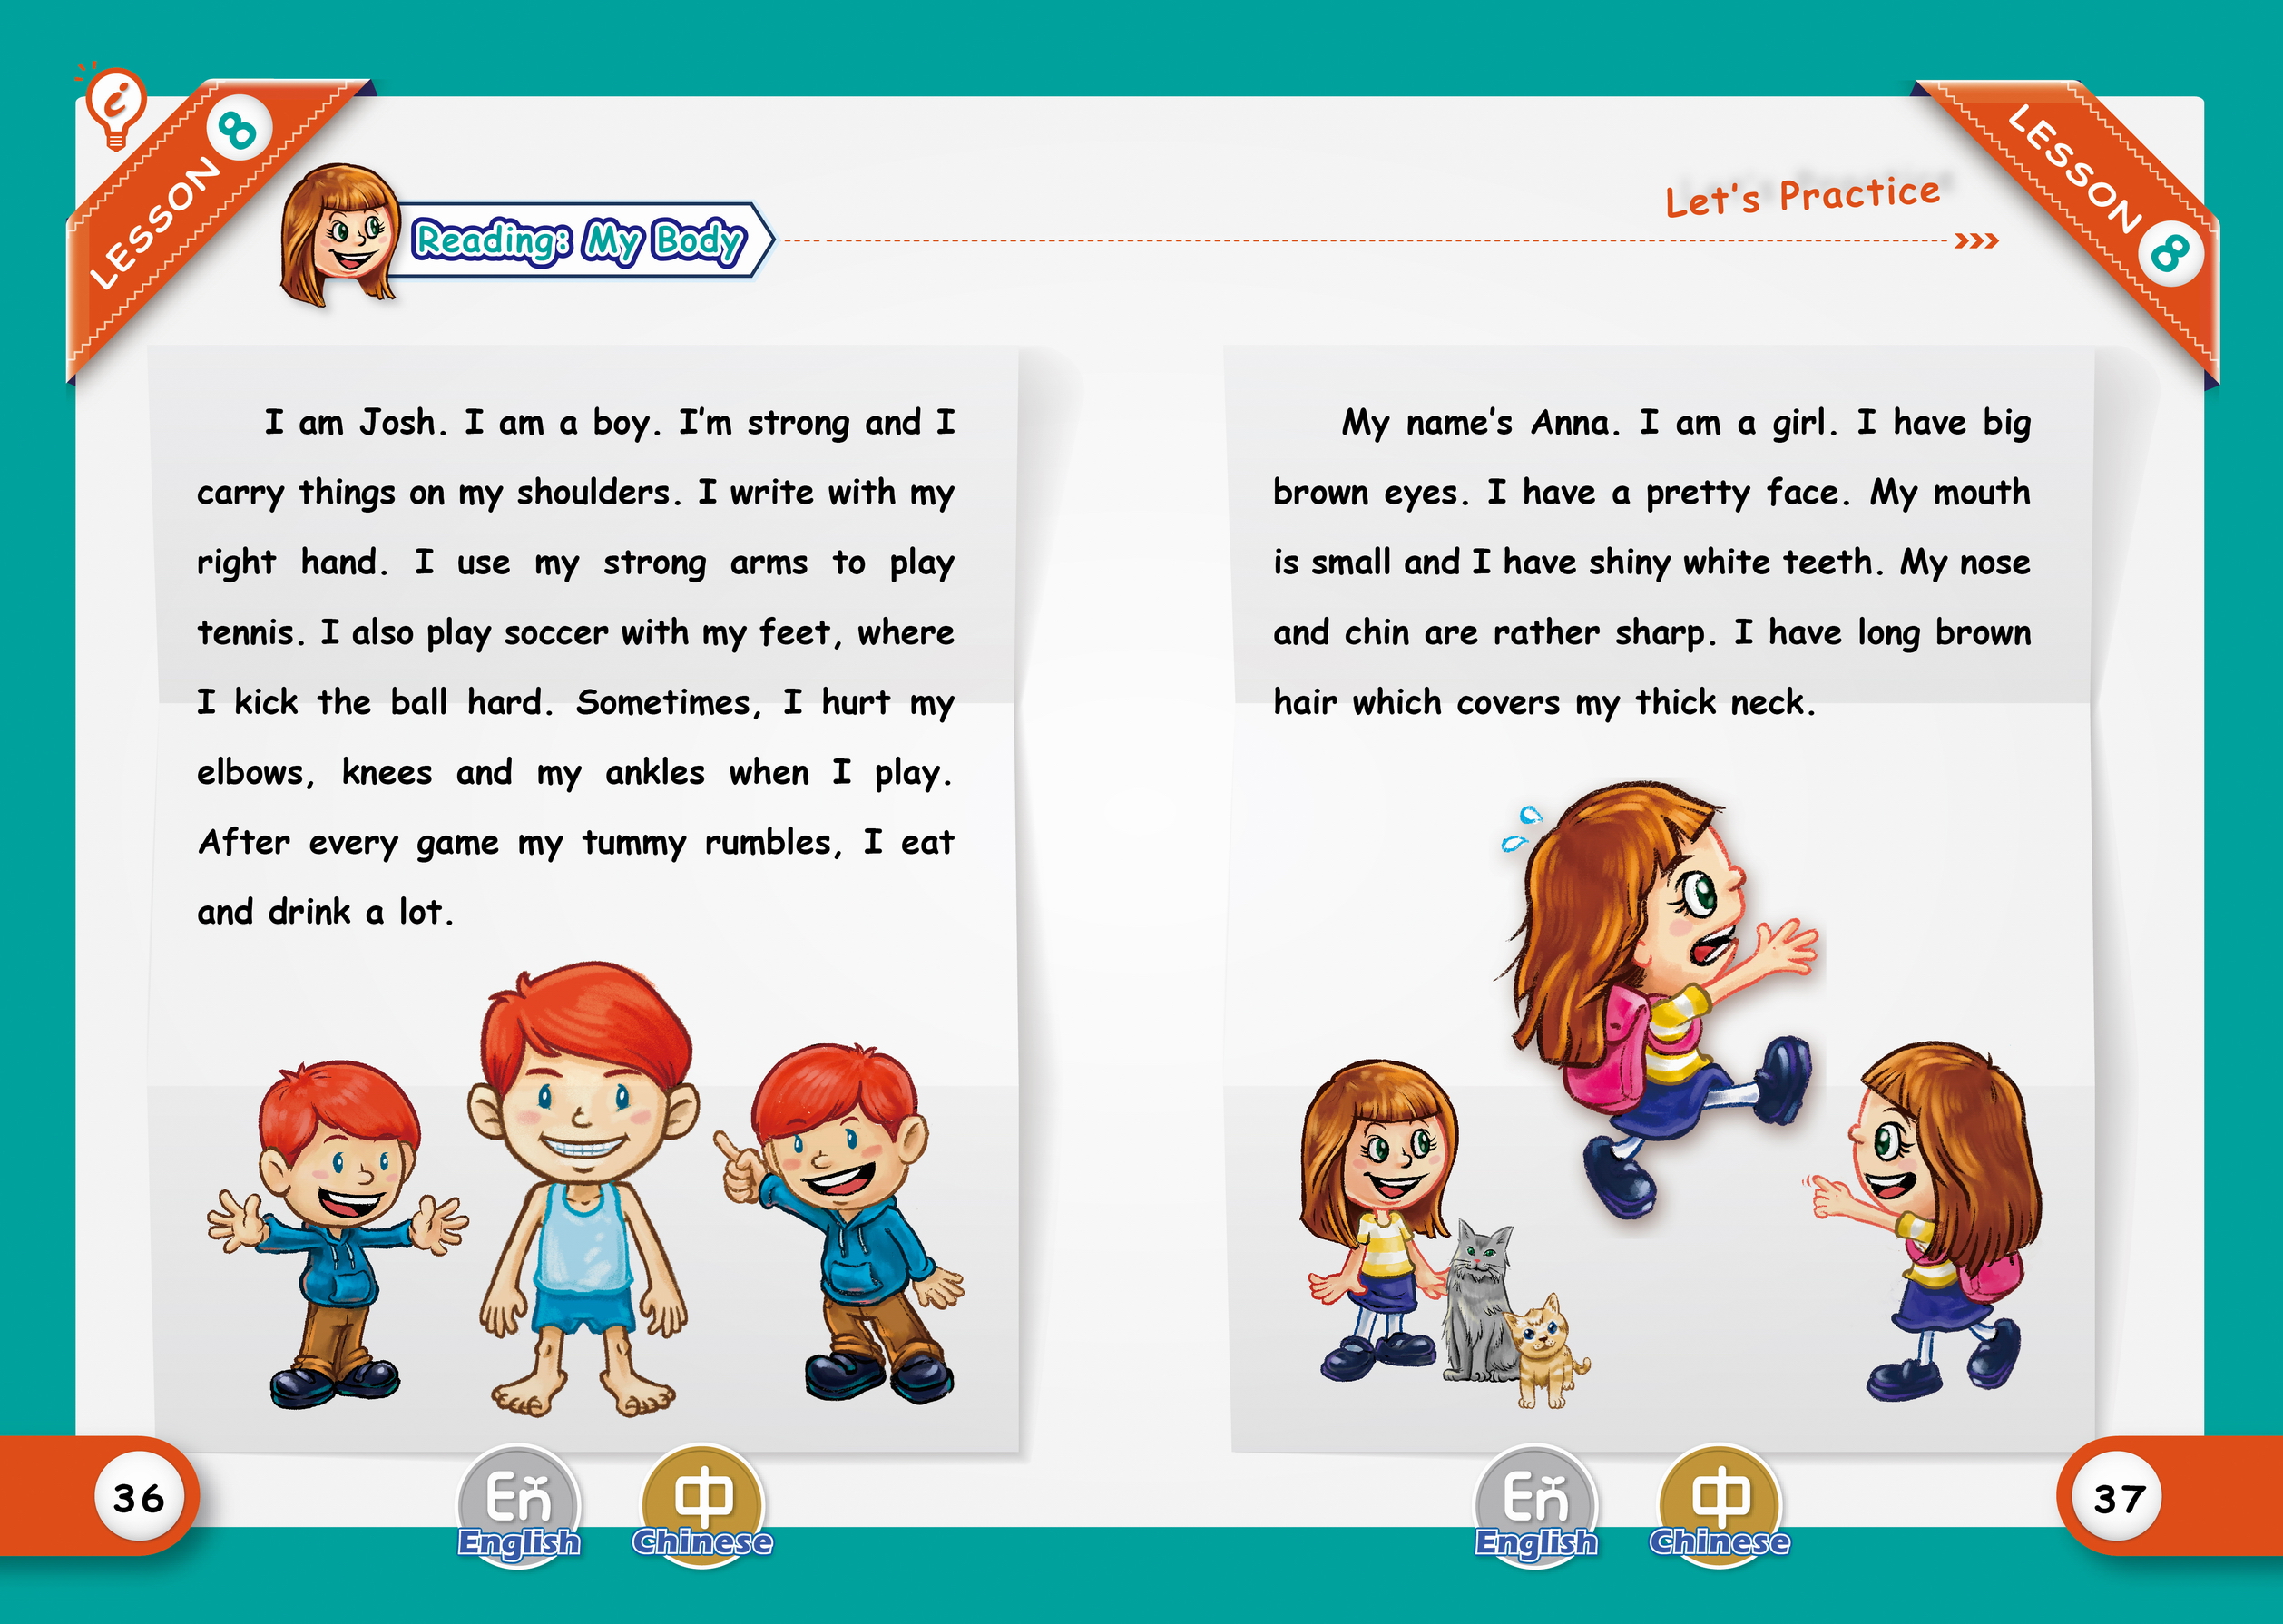 LESSON 8
Reading: My Body
Let's Practice
LESSON 8
I am Josh. I am a boy. I'm strong and I
carry things on my shoulders. I write with my
right hand. I use my strong arms to play
tennis. I also play soccer with my feet, where
I kick the ball hard. Sometimes, I hurt my
elbows, knees and my ankles when I play.
After every game my tummy rumbles, I eat
and drink a lot.
My name's Anna. I am a girl. I have big
brown eyes. I have a pretty face. My mouth
is small and I have shiny white teeth. My nose
and chin are rather sharp. I have long brown
hair which covers my thick neck.
36
En
English
中
Chinese
En
English
中
Chinese
37